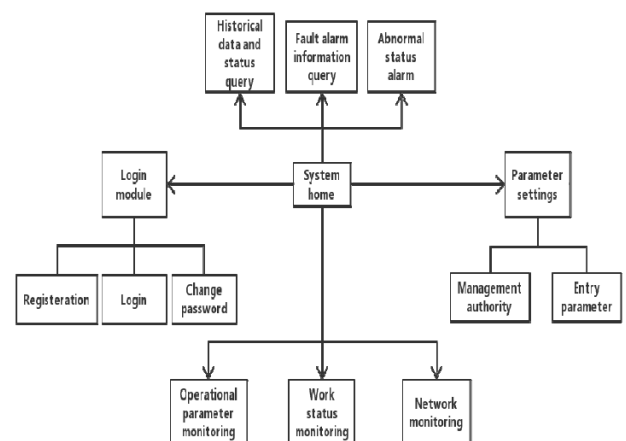 Historical
data and
status
query
Fault alarm
information
query
Abnormal
status
alarm
Login
module
System
home
Parameter
settings
Registeration
Login
Change
password
Management
authority
Entry
parameter
Operational
parameter
monitoring
Work
status
monitoring
Network
monitoring